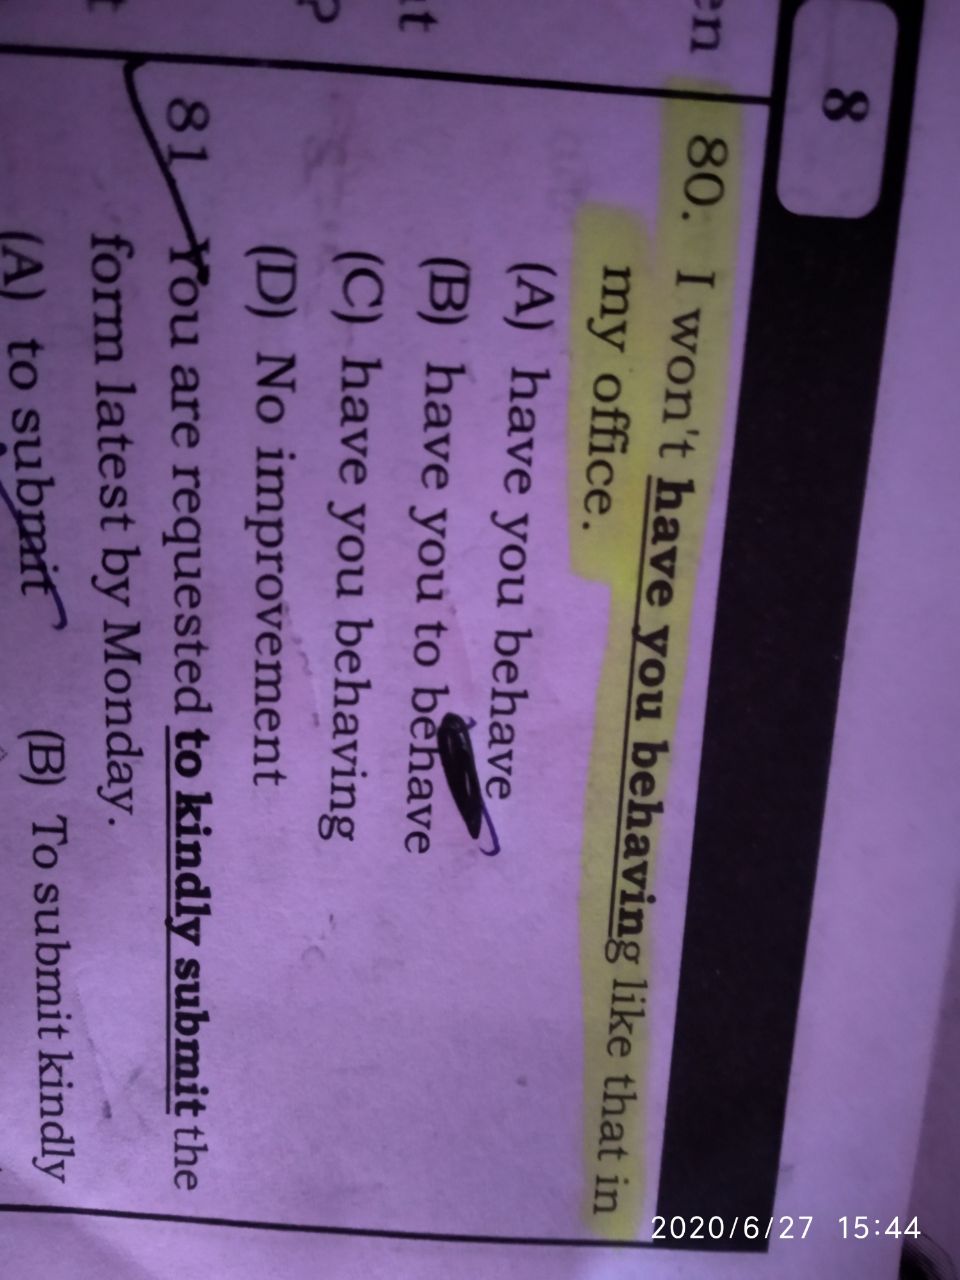 8
en
80. I won't have you behaving like that in
my office.
(A) have you behave
(B) have you to behave
(C) have you behaving
(D) No improvement
81. You are requested to kindly submit the
form latest by Monday.
(A) to submit (B) To submit kindly
t
?
t
2020/6/27 15:44